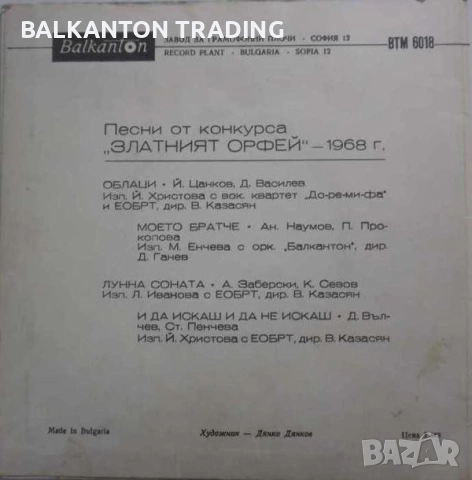 BALKANTON TRADING
Balkanton
ЗАВОД ЗА ГРАМОФОННИ ПЛОЧИ · СОФИЯ 12
RECORD PLANT · BULGARIA · SOFIA 12
ВТМ 6018
Песни от конкурса
„ЗЛАТНИЯТ ОРФЕЙ" — 1968 г.
ОБЛАЦИ • Й. Цанков, Д. Василев
Изп. Й. Христова с вок. квартет „До-ре-ми-фа"
и ЕОБРТ, дир. В. Казасян
МОЕТО БРАТЧЕ • Ан. Наумов, П. Про-
копова
Изп. М. Енчева с орк. „Балкантон", дир.
Д. Ганев
ЛУННА СОНАТА • А. Заберски, К. Севов
Изп. Л. Иванова с ЕОБРТ, дир. В. Казасян
И ДА ИСКАШ И ДА НЕ ИСКАШ • Д. Въл-
чев, Ст. Пенчева
Изп. Й. Христова с ЕОБРТ, дир. В. Казасян
Made in Bulgaria
Художник — Дянко Дянков
Цена
BAZAR
bg